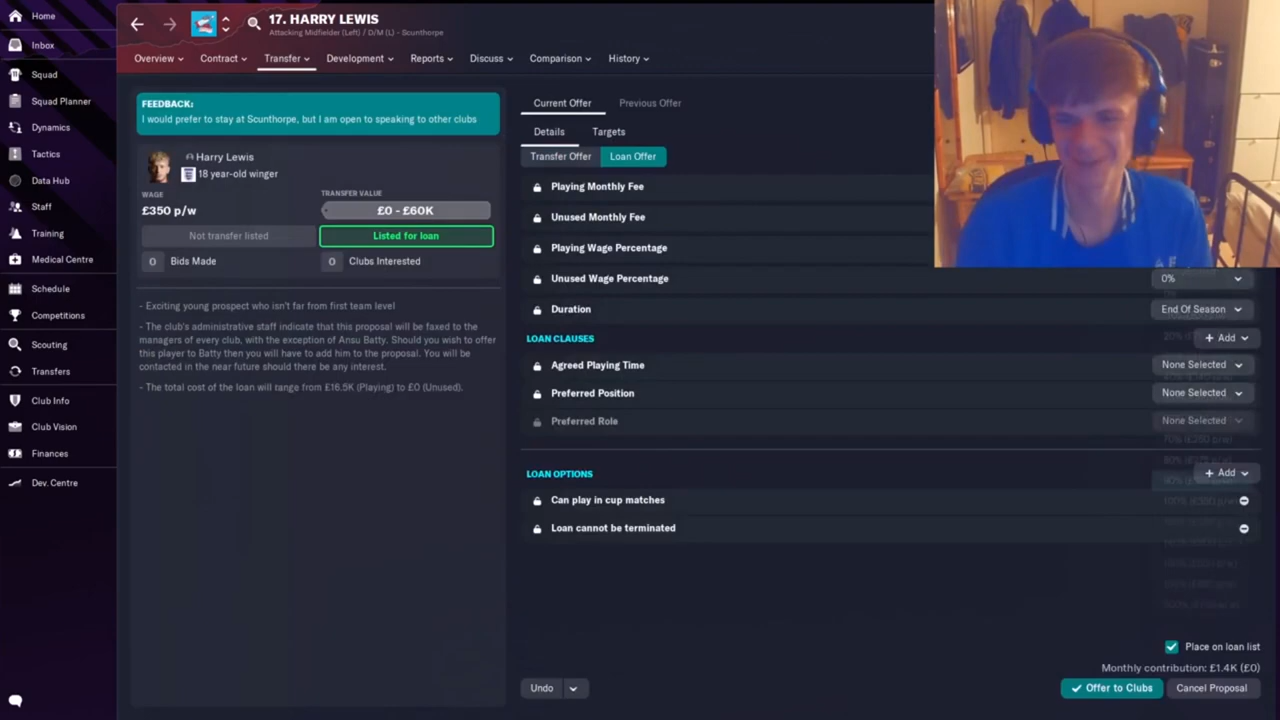 Home
Inbox
Squad
Squad Planner
Dynamics
Tactics
Data Hub
Staff
Training
Medical Centre
Schedule
Competitions
Scouting
Transfers
Club Info
Club Vision
Finances
Dev. Centre
17. HARRY LEWIS
Attacking Midfielder (Left) / D/M (L) - Scunthorpe
Overview Contract Transfer Development Reports Discuss Comparison History
FEEDBACK:
I would prefer to stay at Scunthorpe, but I am open to speaking to other clubs
Harry Lewis
18 year-old winger
WAGE TRANSFER VALUE
£350 p/w £0 - £60K
Not transfer listed Listed for loan
0 Bids Made 0 Clubs Interested
- Exciting young prospect who isn't far from first team level
- The club's administrative staff indicate that this proposal will be faxed to the
managers of every club, with the exception of Ansu Batty. Should you wish to offer
this player to Batty then you will have to add him to the proposal. You will be
contacted in the near future should there be any interest.
- The total cost of the loan will range from £16.5K (Playing) to £0 (Unused).
Current Offer Previous Offer
Details Targets
Transfer Offer Loan Offer
Playing Monthly Fee
Unused Monthly Fee
Playing Wage Percentage
Unused Wage Percentage 0%
Duration End Of Season
LOAN CLAUSES + Add
Agreed Playing Time None Selected
Preferred Position None Selected
Preferred Role None Selected
LOAN OPTIONS + Add
Can play in cup matches
Loan cannot be terminated
Place on loan list
Monthly contribution: £1.4K (£0)
Undo Offer to Clubs Cancel Proposal